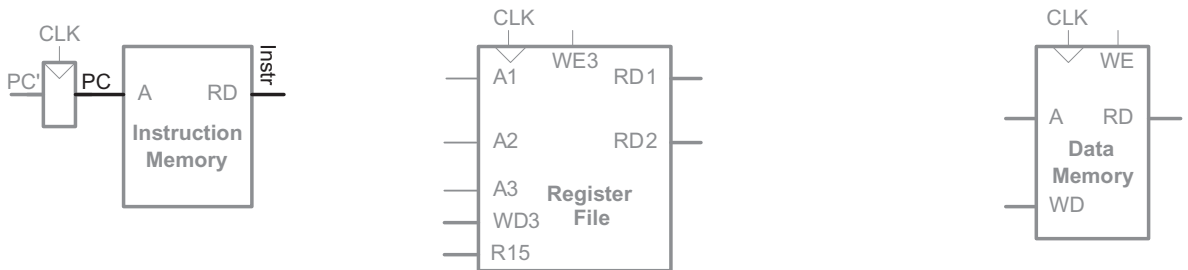 CLK
PC'
PC
A
RD
Instr
Instruction
Memory
CLK
WE3
A1
RD1
A2
RD2
A3
WD3
R15
Register
File
CLK
WE
A
RD
Data
Memory
WD